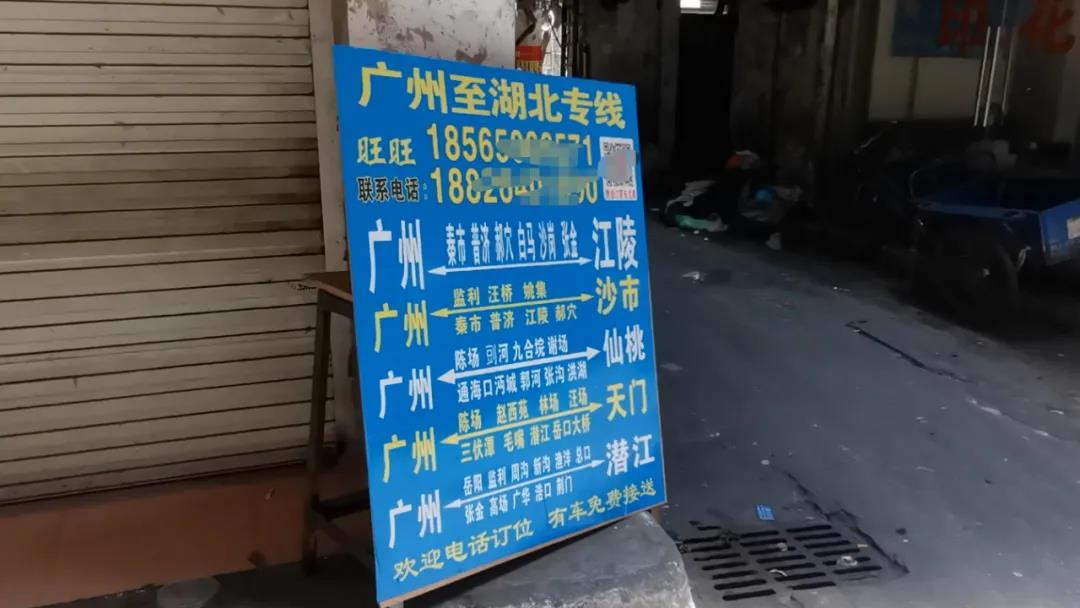 广州至湖北专线
旺旺 18565
联系电话: 18826
广州 秦市 普济 郝穴 白马 沙岗 张金 江陵
广州 监利 汪桥 姚集 沙市
秦市 普济 江陵 郝穴
广州 陈场 剅河 九合垸 谢场 仙桃
通海口 沔城 郭河 张沟 洪湖
广州 陈场 赵西苑 林场 汪场 天门
三伏潭 毛嘴 潜江 岳口大桥
广州 岳阳 监利 周沟 新沟 渔洋 总口 潜江
张金 高场 广华 浩口 荆门
欢迎电话订位 有车免费接送
印花